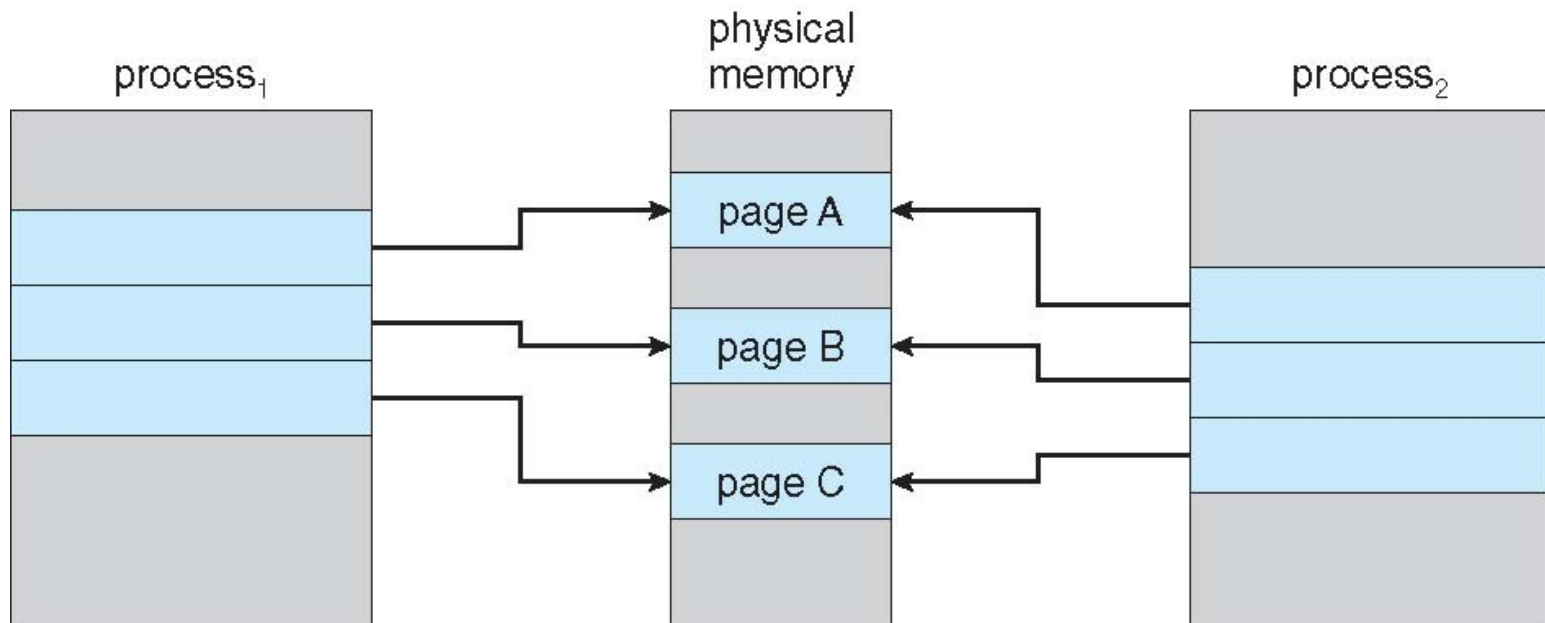 process₁
physical
memory
process₂
page A
page B
page C